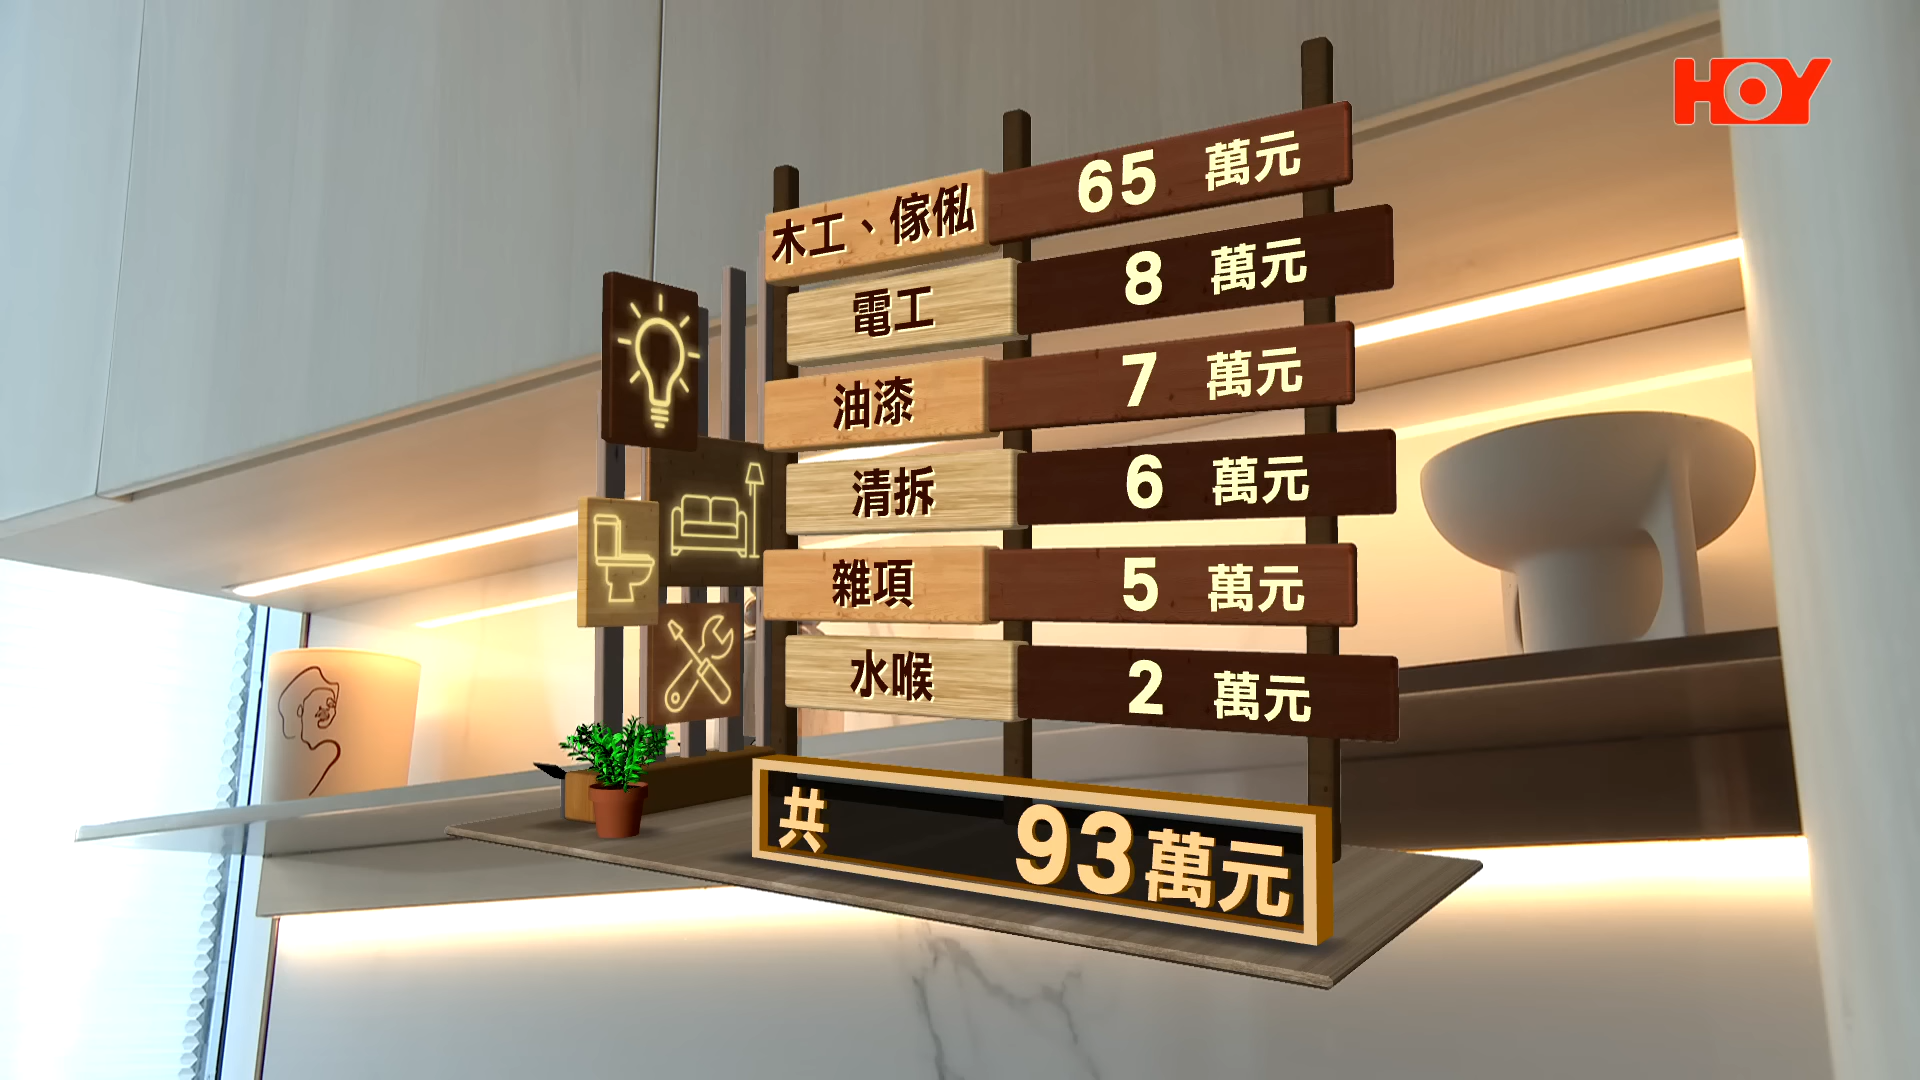 HOY
木工、傢俬 65 萬元
電工 8 萬元
油漆 7 萬元
清拆 6 萬元
雜項 5 萬元
水喉 2 萬元
共 93萬元